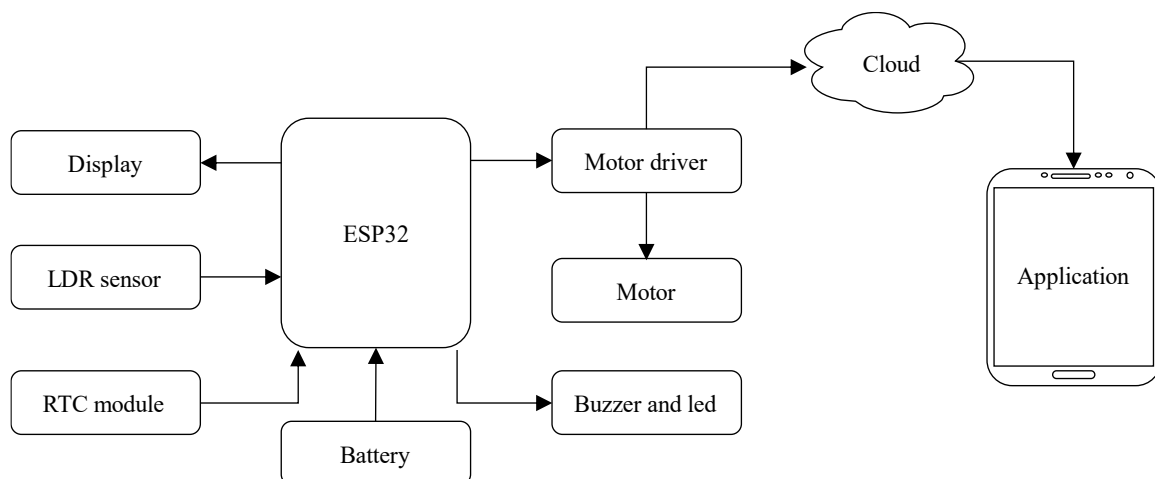 Cloud
Display
Motor driver
ESP32
LDR sensor
Motor
Application
RTC module
Buzzer and led
Battery